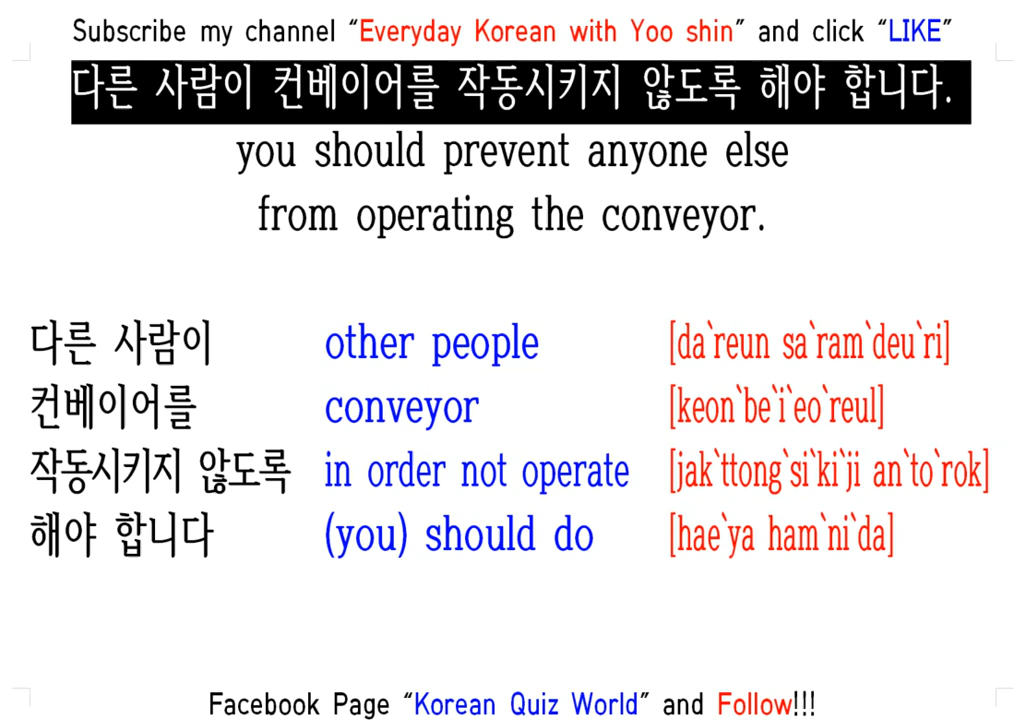 Subscribe my channel “Everyday Korean with Yoo shin” and click “LIKE”
다른 사람이 컨베이어를 작동시키지 않도록 해야 합니다.
you should prevent anyone else
from operating the conveyor.
다른 사람이 other people [da`reun sa`ram`deu`ri]
컨베이어를 conveyor [keon`be`i`eo`reul]
작동시키지 않도록 in order not operate [jak`ttong`si`ki`ji an`to`rok]
해야 합니다 (you) should do [hae`ya ham`ni`da]
Facebook Page “Korean Quiz World” and Follow!!!